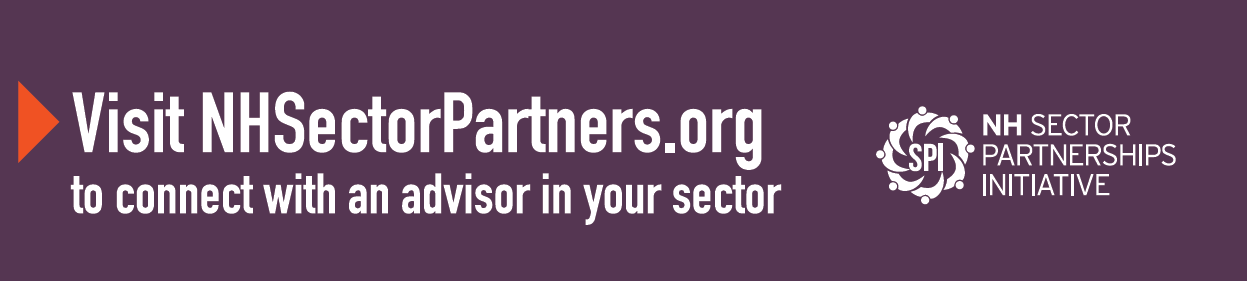 Visit NHSectorPartners.org
to connect with an advisor in your sector
SPI
NH SECTOR
PARTNERSHIPS
INITIATIVE